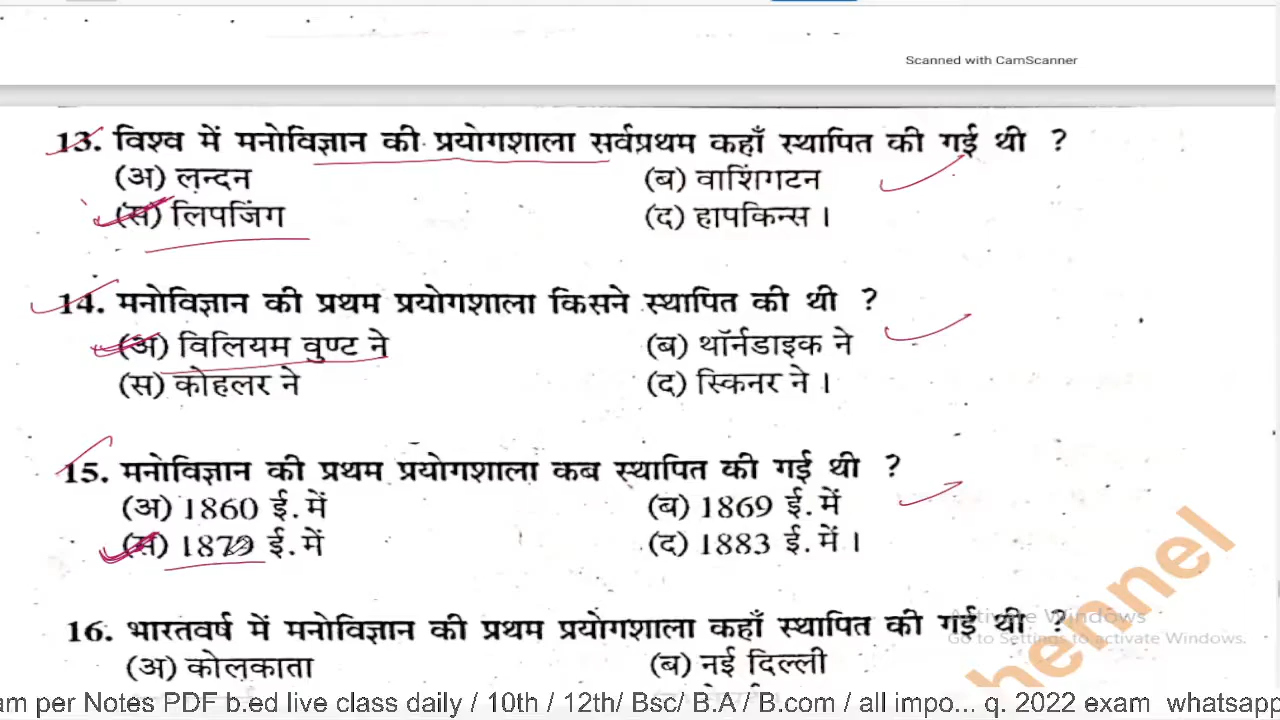 Scanned with CamScanner
13. विश्व में मनोविज्ञान की प्रयोगशाला सर्वप्रथम कहाँ स्थापित की गई थी ?
(अ) लन्दन (ब) वाशिंगटन
(स) लिपजिंग (द) हापकिन्स ।
14. मनोविज्ञान की प्रथम प्रयोगशाला किसने स्थापित की थी ?
(अ) विलियम वुण्ट ने (ब) थॉर्नडाइक ने
(स) कोहलर ने (द) स्किनर ने ।
15. मनोविज्ञान की प्रथम प्रयोगशाला कब स्थापित की गई थी ?
(अ) 1860 ई. में (ब) 1869 ई. में
(स) 1879 ई. में (द) 1883 ई. में ।
16. भारतवर्ष में मनोविज्ञान की प्रथम प्रयोगशाला कहाँ स्थापित की गई थी ?
Activate Windows
Go to Settings to activate Windows.
(अ) कोलकाता (ब) नई दिल्ली
hennel
am per Notes PDF b.ed live class daily / 10th / 12th/ Bsc/ B.A / B.com / all impo... q. 2022 exam whatsapp